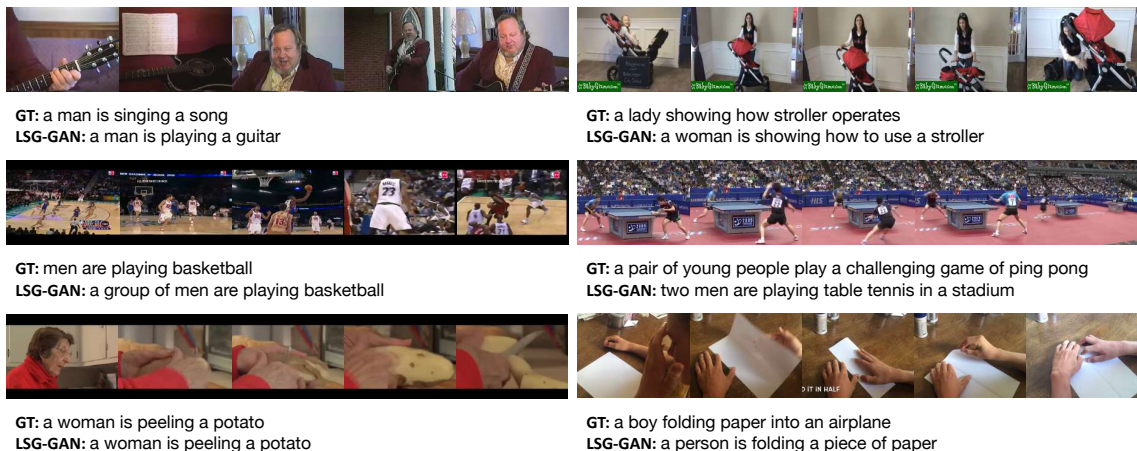 GT: a man is singing a song
LSG-GAN: a man is playing a guitar
GT: a lady showing how stroller operates
LSG-GAN: a woman is showing how to use a stroller
23
GT: men are playing basketball
LSG-GAN: a group of men are playing basketball
GT: a pair of young people play a challenging game of ping pong
LSG-GAN: two men are playing table tennis in a stadium
D IT IN HALF
GT: a woman is peeling a potato
LSG-GAN: a woman is peeling a potato
GT: a boy folding paper into an airplane
LSG-GAN: a person is folding a piece of paper